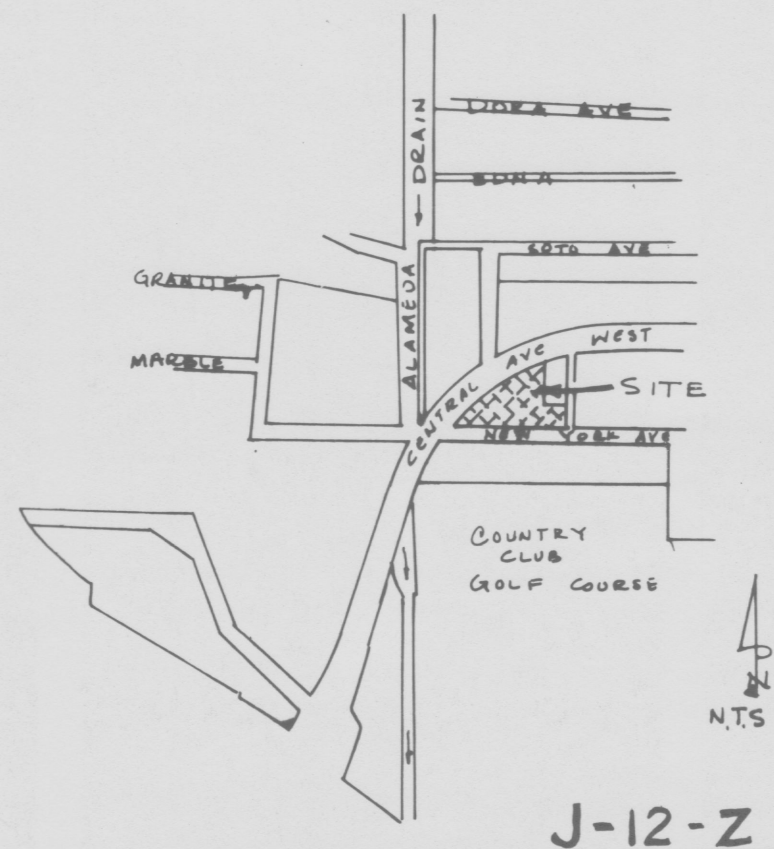 DORA AVE
EDNA
SOTO AVE
ALAMEDA DRAIN
GRANITE
MARBLE
CENTRAL AVE WEST
SITE
NEW YORK AVE
COUNTRY
CLUB
GOLF COURSE
N
N.T.S
J-12-Z